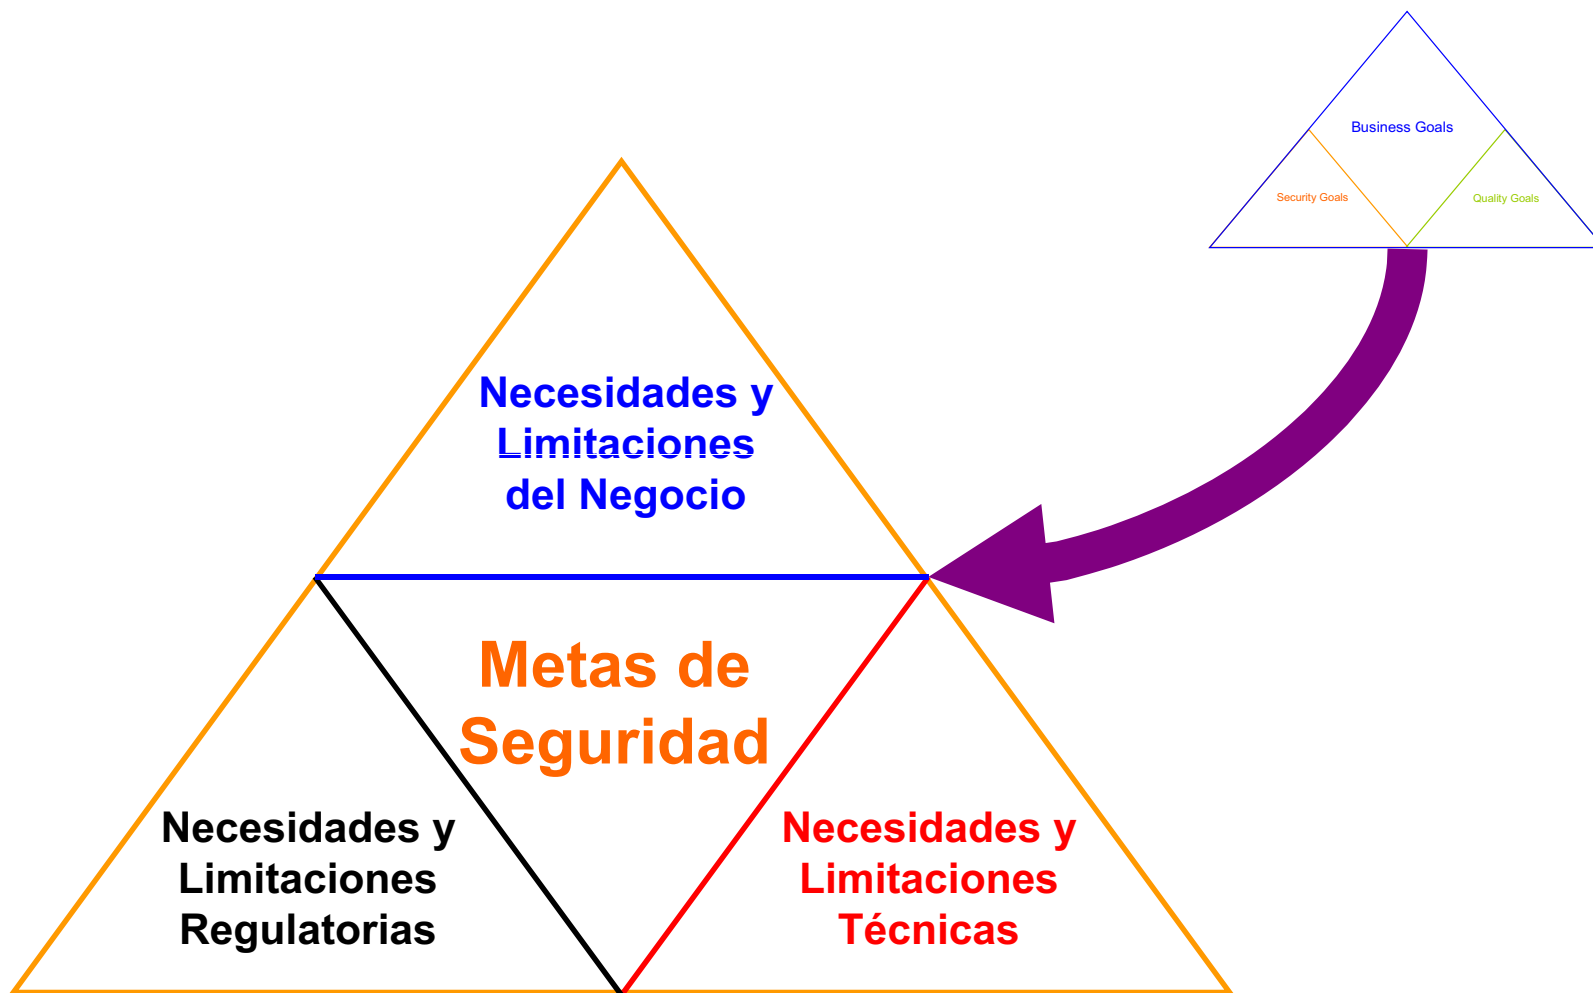 Business Goals
Security Goals
Quality Goals
Necesidades y
Limitaciones
del Negocio
Metas de
Seguridad
Necesidades y
Limitaciones
Regulatorias
Necesidades y
Limitaciones
Técnicas